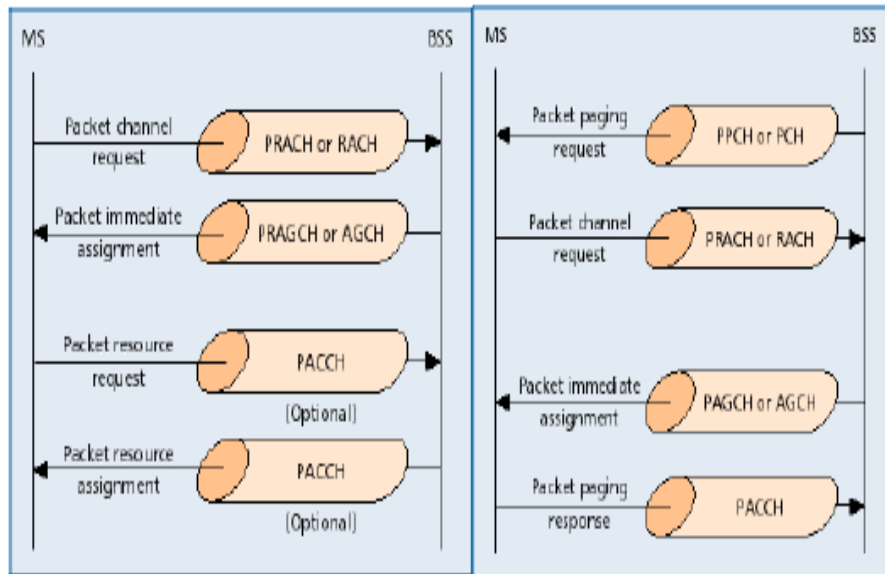 MS
BSS
Packet channel
request
PRACH or RACH
Packet immediate
assignment
PRAGCH or AGCH
Packet resource
request
PACCH
(Optional)
Packet resource
assignment
PACCH
(Optional)
MS
BSS
Packet paging
request
PPCH or PCH
Packet channel
request
PRACH or RACH
Packet immediate
assignment
PAGCH or AGCH
Packet paging
response
PACCH